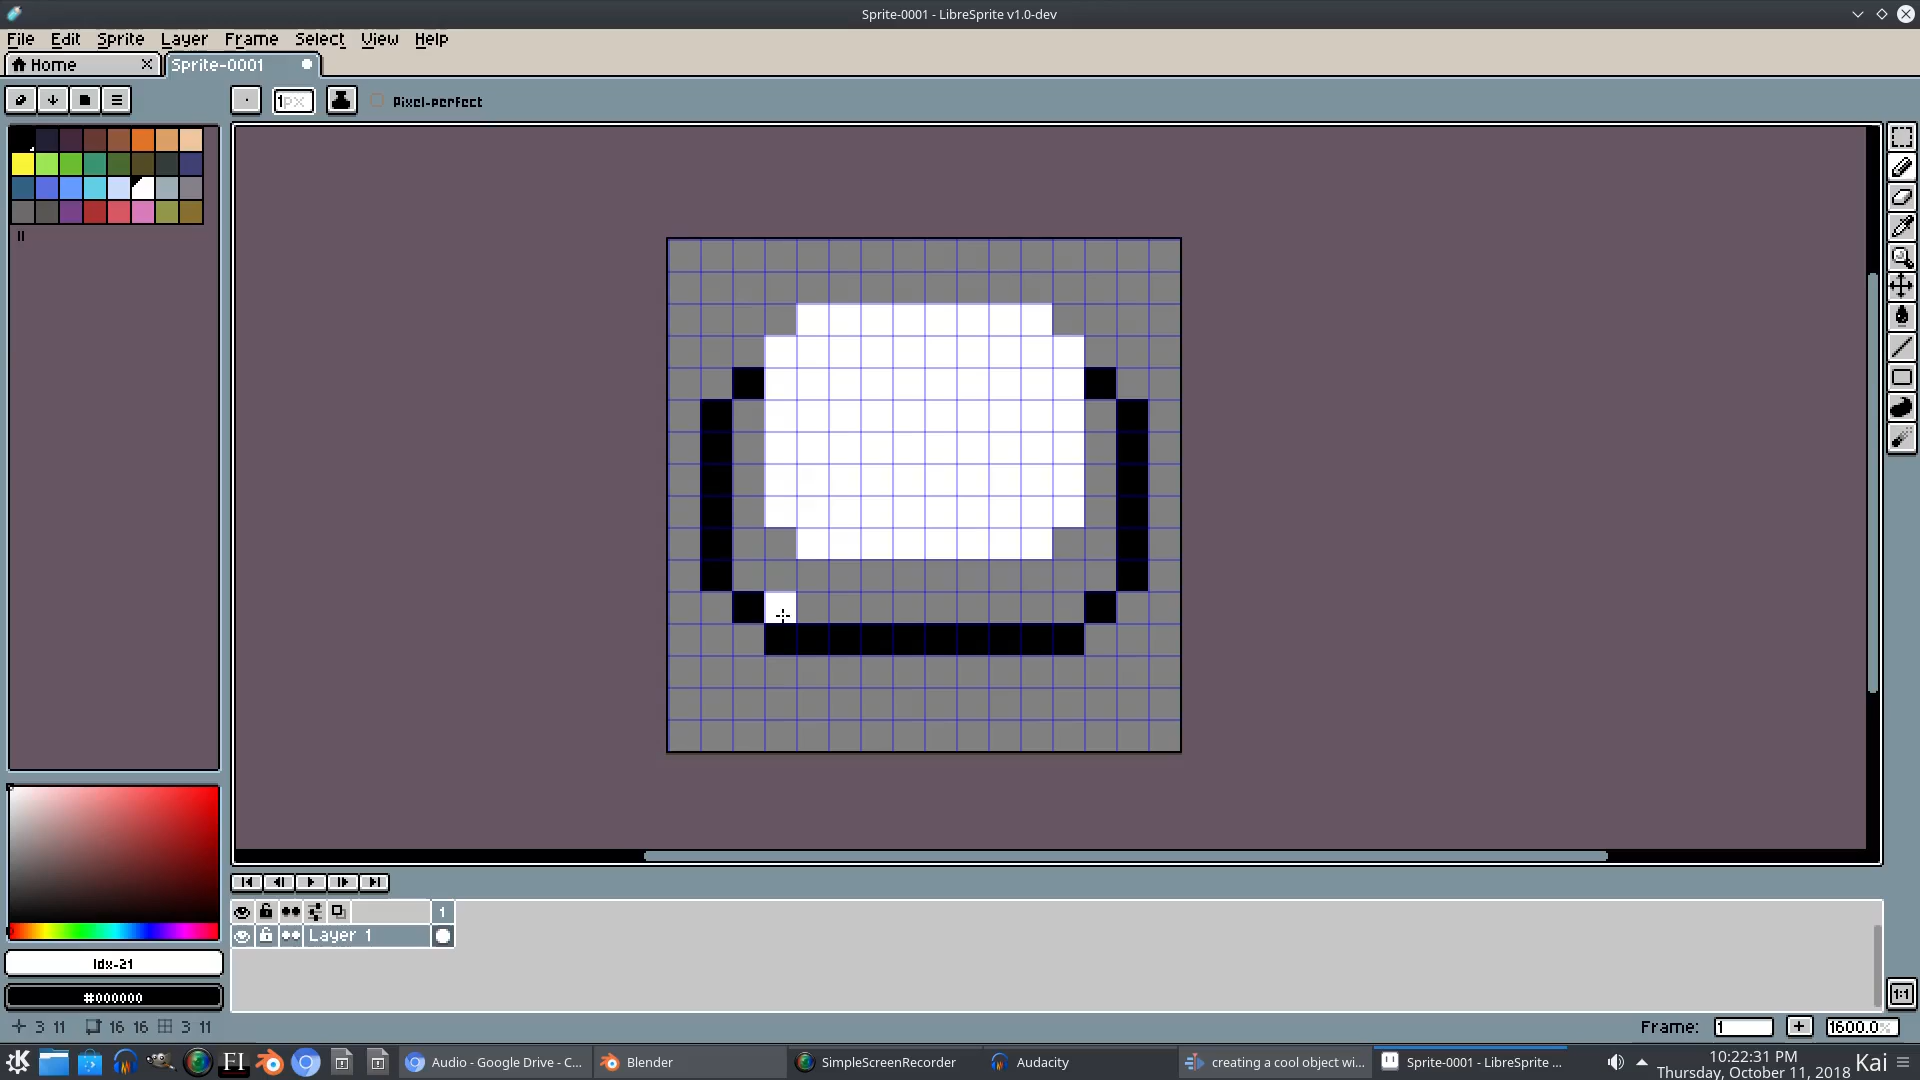 Sprite-0001 - LibreSprite v1.0-dev
File Edit Sprite Layer Frame Select View Help
Home
Sprite-0001
1px
Pixel-perfect
1
Layer 1
Idx-21
#000000
3 11 16 16 3 11
Frame: 1
1600.0%
1:1
Audio - Google Drive - C...
Blender
SimpleScreenRecorder
Audacity
creating a cool object wi...
Sprite-0001 - LibreSprite ...
10:22:31 PM
Thursday, October 11, 2018
Kai